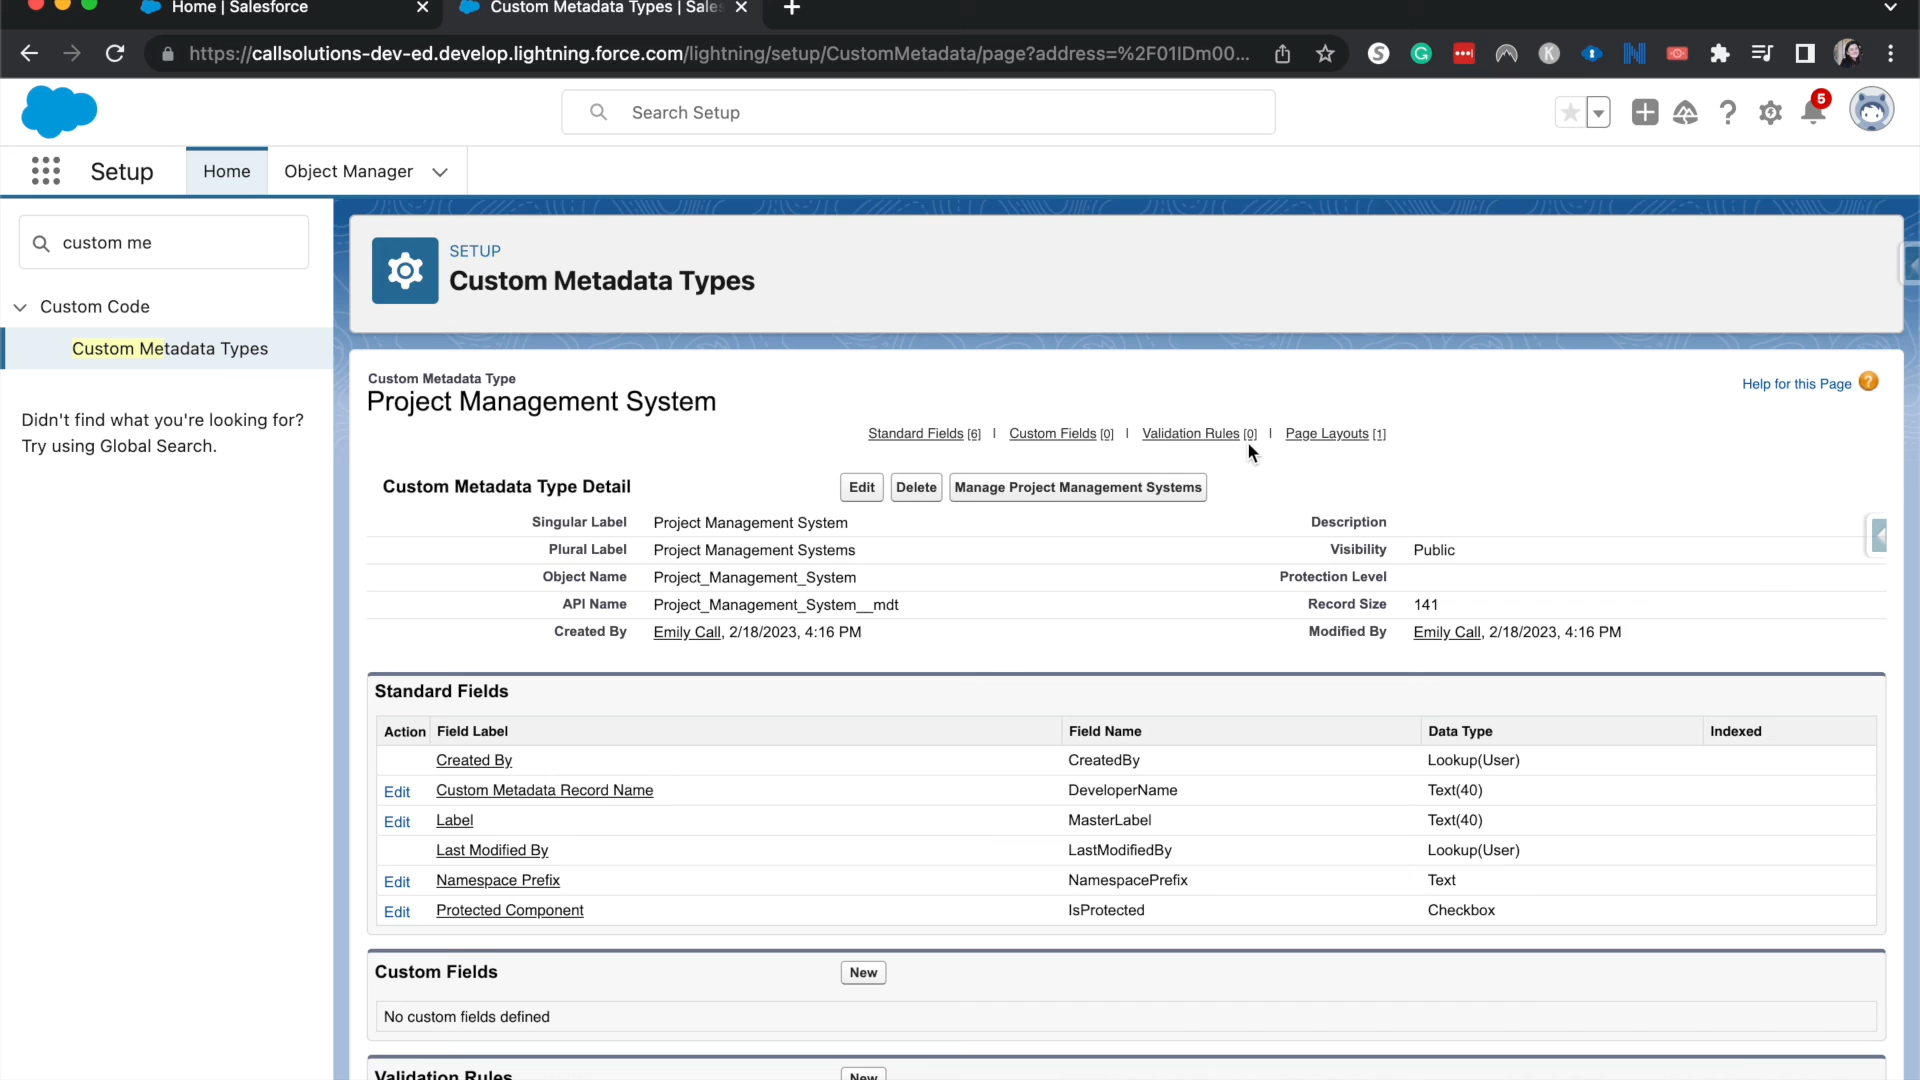 Home | Salesforce
Custom Metadata Types | Sales
https://callsolutions-dev-ed.develop.lightning.force.com/lightning/setup/CustomMetadata/page?address=%2F01IDm00...
Search Setup
5
Setup
Home
Object Manager
custom me
Custom Code
Custom Metadata Types
Didn't find what you're looking for?
Try using Global Search.
SETUP
Custom Metadata Types
Custom Metadata Type
Project Management System
Help for this Page
Standard Fields [6] | Custom Fields [0] | Validation Rules [0] | Page Layouts [1]
Custom Metadata Type Detail
Edit Delete Manage Project Management Systems
Singular Label Project Management System Description
Plural Label Project Management Systems Visibility Public
Object Name Project_Management_System Protection Level
API Name Project_Management_System__mdt Record Size 141
Created By Emily Call, 2/18/2023, 4:16 PM Modified By Emily Call, 2/18/2023, 4:16 PM
Standard Fields
Action Field Label Field Name Data Type Indexed
Created By CreatedBy Lookup(User)
Edit Custom Metadata Record Name DeveloperName Text(40)
Edit Label MasterLabel Text(40)
Last Modified By LastModifiedBy Lookup(User)
Edit Namespace Prefix NamespacePrefix Text
Edit Protected Component IsProtected Checkbox
Custom Fields New
No custom fields defined
Validation Rules New